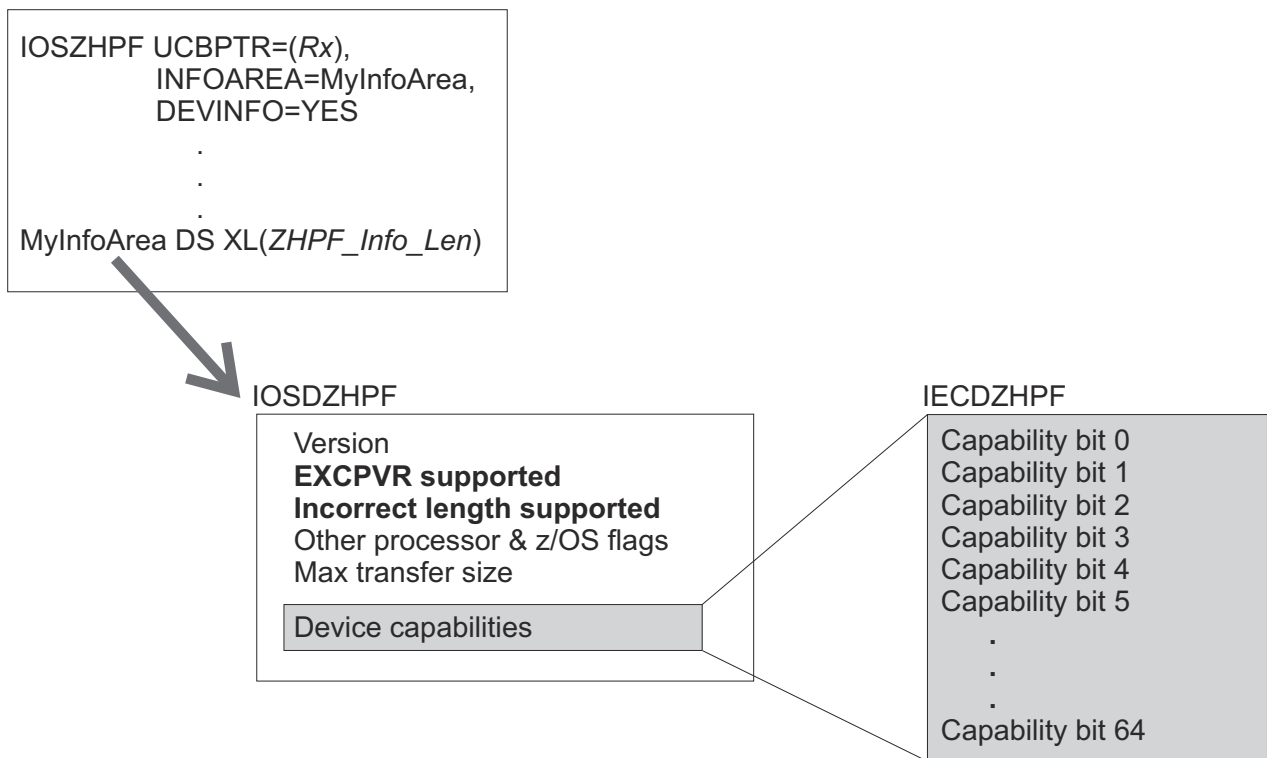 IOSZHPF UCBPTR=(Rx),
INFOAREA=MyInfoArea,
DEVINFO=YES
.
.
.
MyInfoArea DS XL(ZHPF_Info_Len)
IOSDZHPF
Version
EXCPVR supported
Incorrect length supported
Other processor & z/OS flags
Max transfer size
Device capabilities
IECDZHPF
Capability bit 0
Capability bit 1
Capability bit 2
Capability bit 3
Capability bit 4
Capability bit 5
.
.
.
Capability bit 64